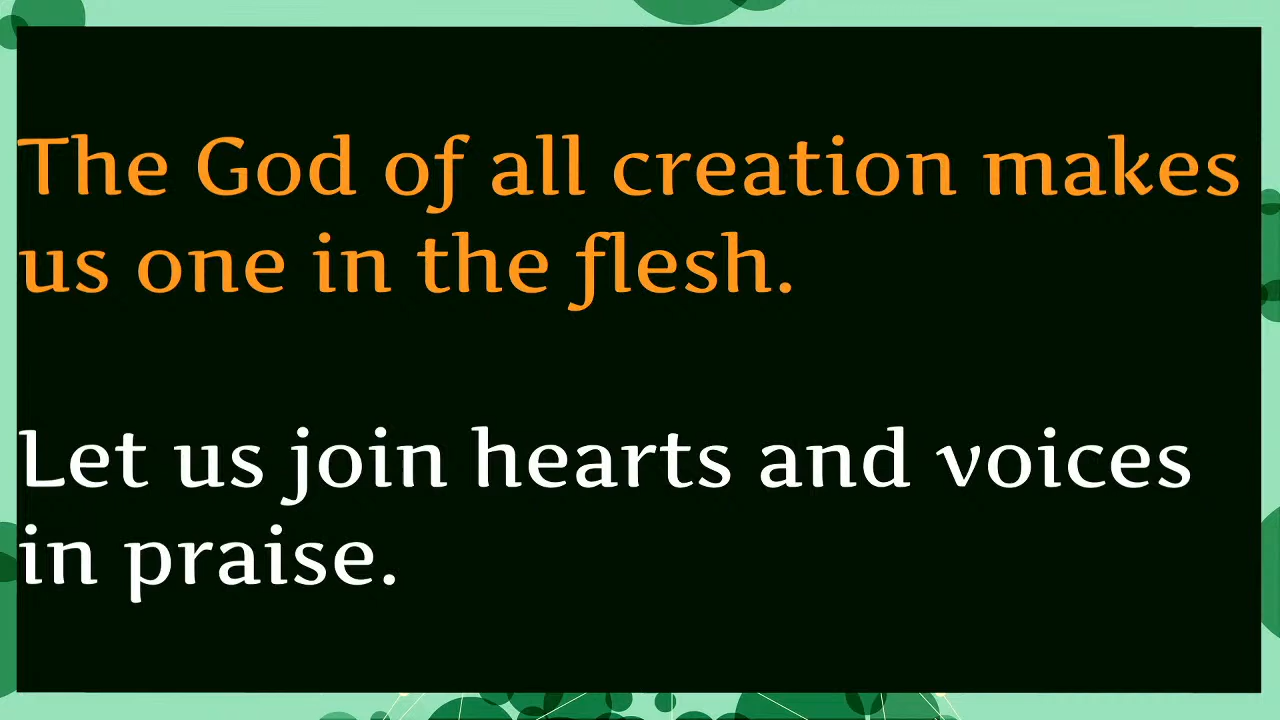 The God of all creation makes
us one in the flesh.
Let us join hearts and voices
in praise.